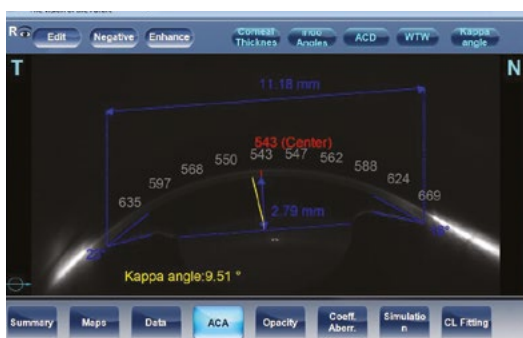 R
Edit
Negative
Enhance
Corneal
Thicknes
Angles
ACD
WTW
Kappa
angle
T
N
11.18 mm
543 (Center)
635
597
568
550
543
547
562
588
624
669
2.79 mm
Kappa angle:9.51 °
Summary
Maps
Data
ACA
Opacity
Coeff.
Aberr.
Simulatio
n
CL Fitting